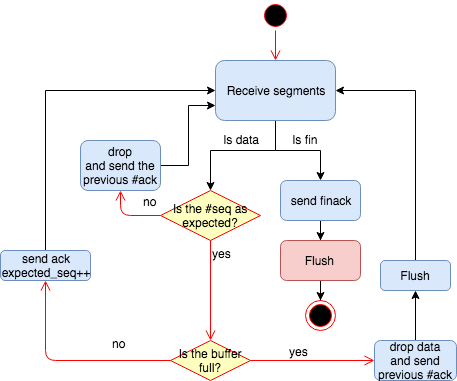 Receive segments
Is data
Is fin
drop
and send the
previous #ack
no
Is the #seq as
expected?
send finack
yes
Flush
send ack
expected_seq++
Flush
no
Is the buffer
full?
yes
drop data
and send
previous #ack